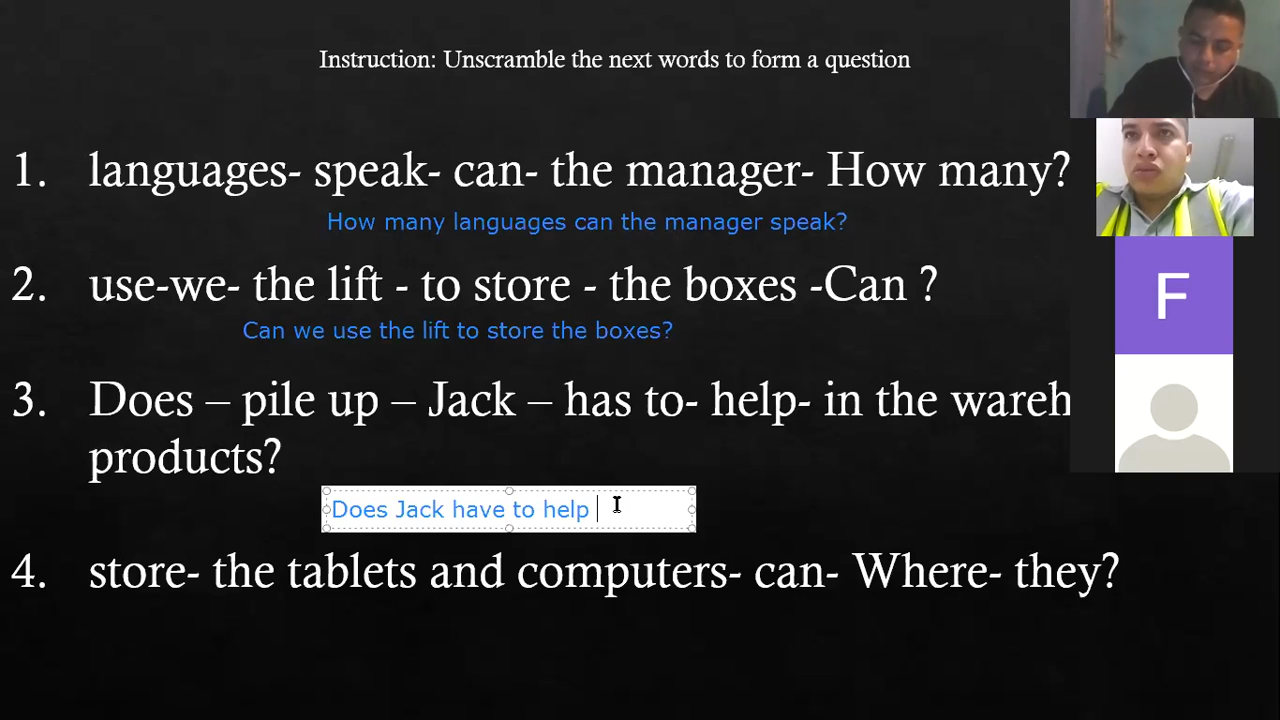 Instruction: Unscramble the next words to form a question
1. languages- speak- can- the manager- How many?
How many languages can the manager speak?
2. use-we- the lift - to store - the boxes -Can ?
Can we use the lift to store the boxes?
3. Does – pile up – Jack – has to- help- in the wareh
products?
Does Jack have to help
4. store- the tablets and computers- can- Where- they?
F